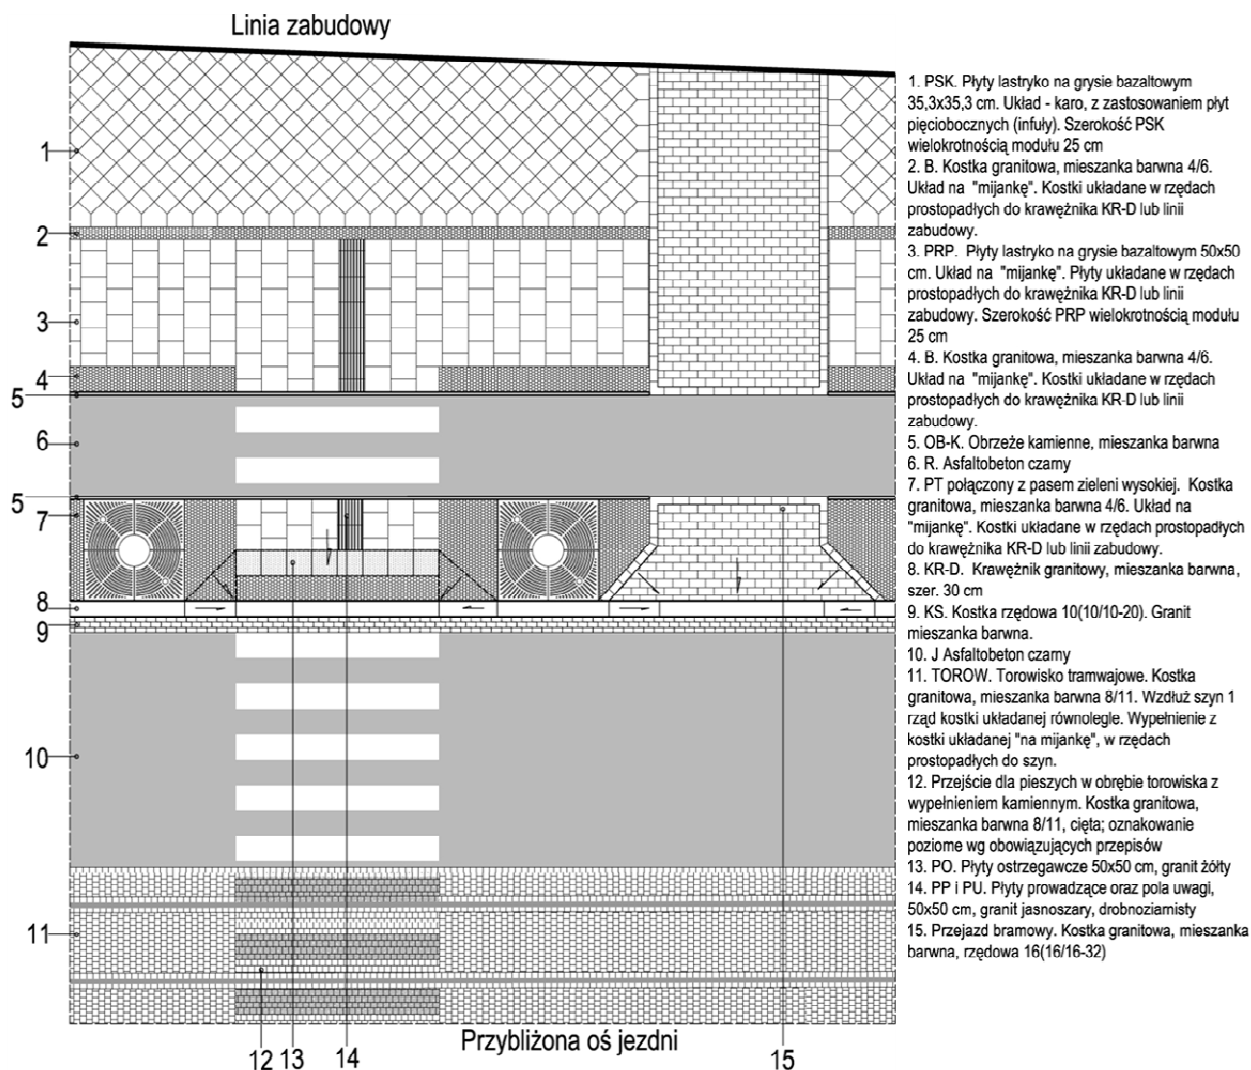 Linia zabudowy
1. PSK. Płyty lastryko na grysie bazaltowym
35,3x35,3 cm. Układ - karo, z zastosowaniem płyt
pięciobocznych (infuły). Szerokość PSK
wielokrotnością modułu 25 cm
2. B. Kostka granitowa, mieszanka barwna 4/6.
Układ na "mijankę". Kostki układane w rzędach
prostopadłych do krawężnika KR-D lub linii
zabudowy.
3. PRP. Płyty lastryko na grysie bazaltowym 50x50
cm. Układ na "mijankę". Płyty układane w rzędach
prostopadłych do krawężnika KR-D lub linii
zabudowy. Szerokość PRP wielokrotnością modułu
25 cm
4. B. Kostka granitowa, mieszanka barwna 4/6.
Układ na "mijankę". Kostki układane w rzędach
prostopadłych do krawężnika KR-D lub linii
zabudowy.
5. OB-K. Obrzeże kamienne, mieszanka barwna
6. R. Asfaltobeton czarny
7. PT połączony z pasem zieleni wysokiej. Kostka
granitowa, mieszanka barwna 4/6. Układ na
"mijankę". Kostki układane w rzędach prostopadłych
do krawężnika KR-D lub linii zabudowy.
8. KR-D. Krawężnik granitowy, mieszanka barwna,
szer. 30 cm
9. KS. Kostka rzędowa 10(10/10-20). Granit
mieszanka barwna.
10. J Asfaltobeton czarny
11. TOROW. Torowisko tramwajowe. Kostka
granitowa, mieszanka barwna 8/11. Wzdłuż szyn 1
rząd kostki układanej równolegle. Wypełnienie z
kostki układanej "na mijankę", w rzędach
prostopadłych do szyn.
12. Przejście dla pieszych w obrębie torowiska z
wypełnieniem kamiennym. Kostka granitowa,
mieszanka barwna 8/11, cięta; oznakowanie
poziome wg obowiązujących przepisów
13. PO. Płyty ostrzegawcze 50x50 cm, granit żółty
14. PP i PU. Płyty prowadzące oraz pola uwagi,
50x50 cm, granit jasnoszary, drobnoziarnisty
15. Przejazd bramowy. Kostka granitowa, mieszanka
barwna, rzędowa 16(16/16-32)
1
2
3
4
5
6
5
7
8
9
10
11
12 13 14 15
Przybliżona oś jezdni